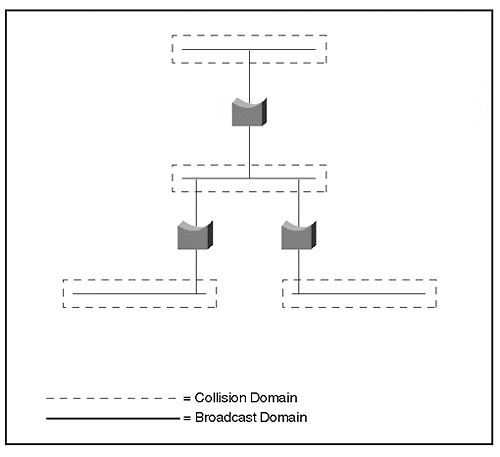 = Collision Domain
= Broadcast Domain